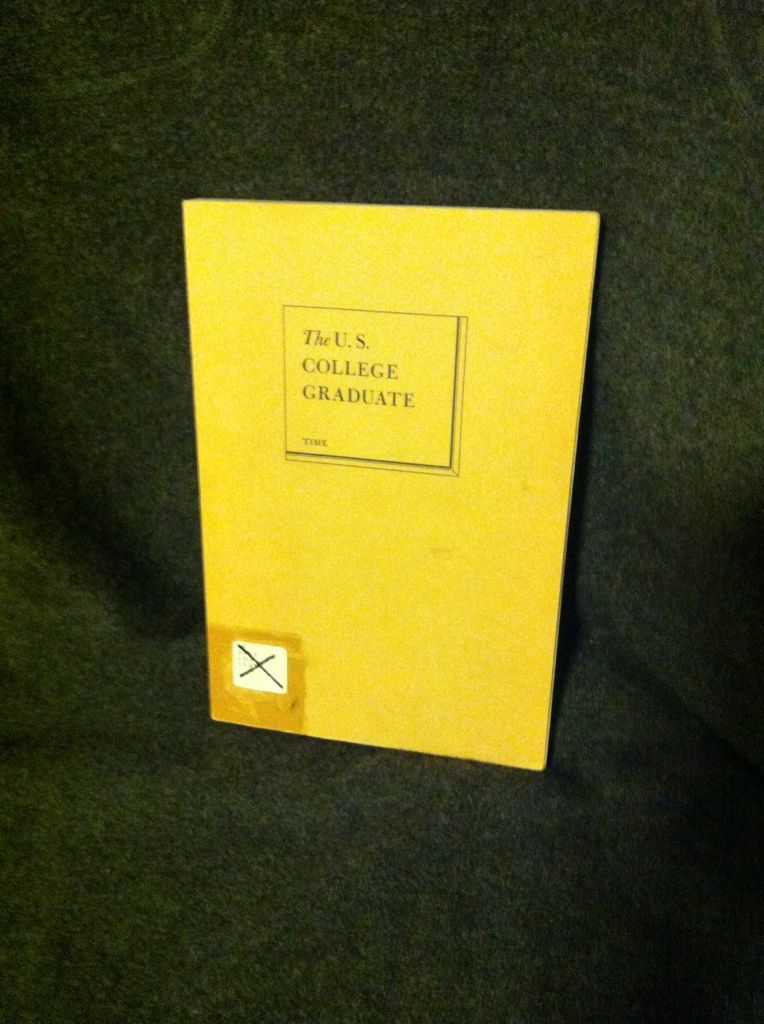 The U. S.
COLLEGE
GRADUATE
TIME